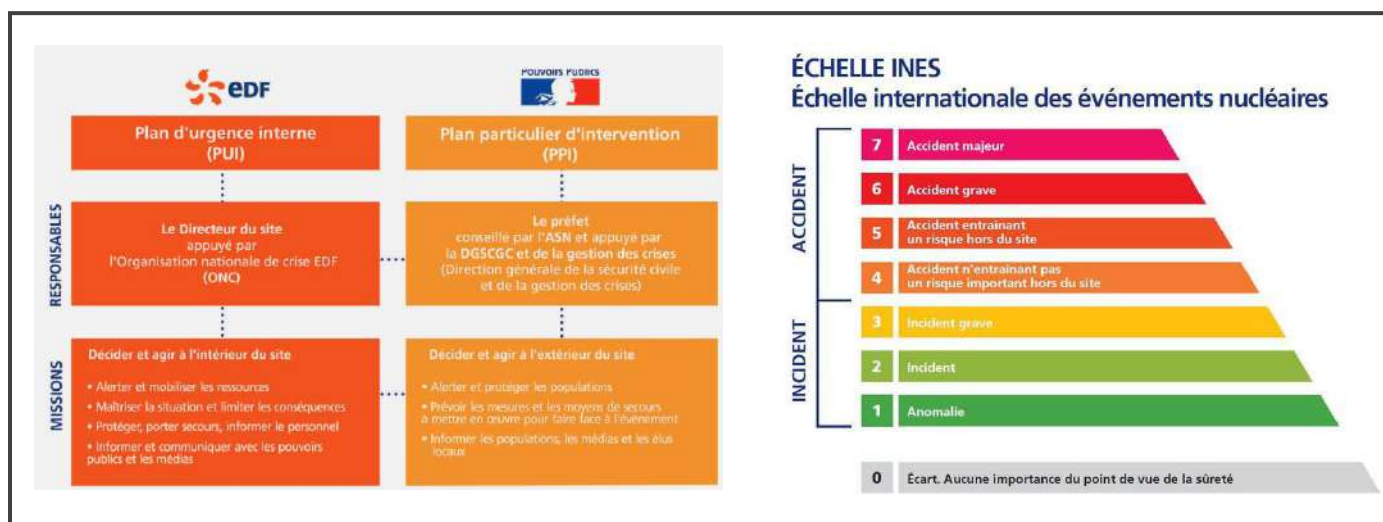 edF
POUVOIRS PUBLICS
Plan d'urgence interne
(PUI)
Plan particulier d'intervention
(PPI)
RESPONSABLES
Le Directeur du site
appuyé par
l'Organisation nationale de crise EDF
(ONC)
Le préfet
conseillé par l'ASN et appuyé par
la DGSCGC et de la gestion des crises
(Direction générale de la sécurité civile
et de la gestion des crises)
MISSIONS
Décider et agir à l'intérieur du site
• Alerter et mobiliser les ressources
• Maîtriser la situation et limiter les conséquences
• Protéger, porter secours, informer le personnel
• Informer et communiquer avec les pouvoirs
publics et les médias
Décider et agir à l'extérieur du site
• Alerter et protéger les populations
• Prévoir les mesures et les moyens de secours
à mettre en œuvre pour faire face à l'événement
• Informer les populations, les médias et les élus
locaux
ÉCHELLE INES
Échelle internationale des événements nucléaires
ACCIDENT
7 Accident majeur
6 Accident grave
5 Accident entraînant
un risque hors du site
4 Accident n'entraînant pas
un risque important hors du site
INCIDENT
3 Incident grave
2 Incident
1 Anomalie
0 Écart. Aucune importance du point de vue de la sûreté